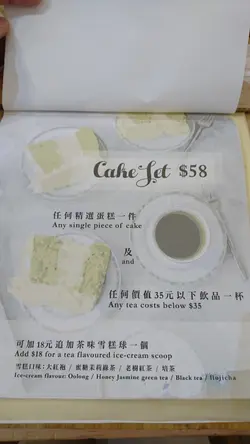 Cake Set $58
任何精選蛋糕一件
Any single piece of cake
及
and
任何價值35元以下飲品一杯
Any tea costs below $35
可加18元追加茶味雪糕球一個
Add $18 for a tea flavoured ice-cream scoop
雪糕口味:大紅袍 / 蜜糖茉莉綠茶 / 老樹紅茶 / 焙茶
Ice-cream flavour: Oolong / Honey Jasmine green tea / Black tea / Houjicha